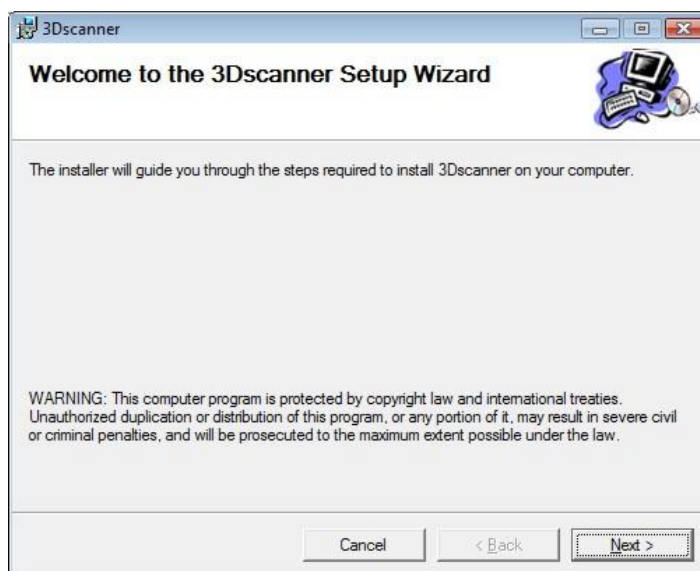 3Dscanner
Welcome to the 3Dscanner Setup Wizard
The installer will guide you through the steps required to install 3Dscanner on your computer.
WARNING: This computer program is protected by copyright law and international treaties.
Unauthorized duplication or distribution of this program, or any portion of it, may result in severe civil
or criminal penalties, and will be prosecuted to the maximum extent possible under the law.
Cancel
< Back
Next >